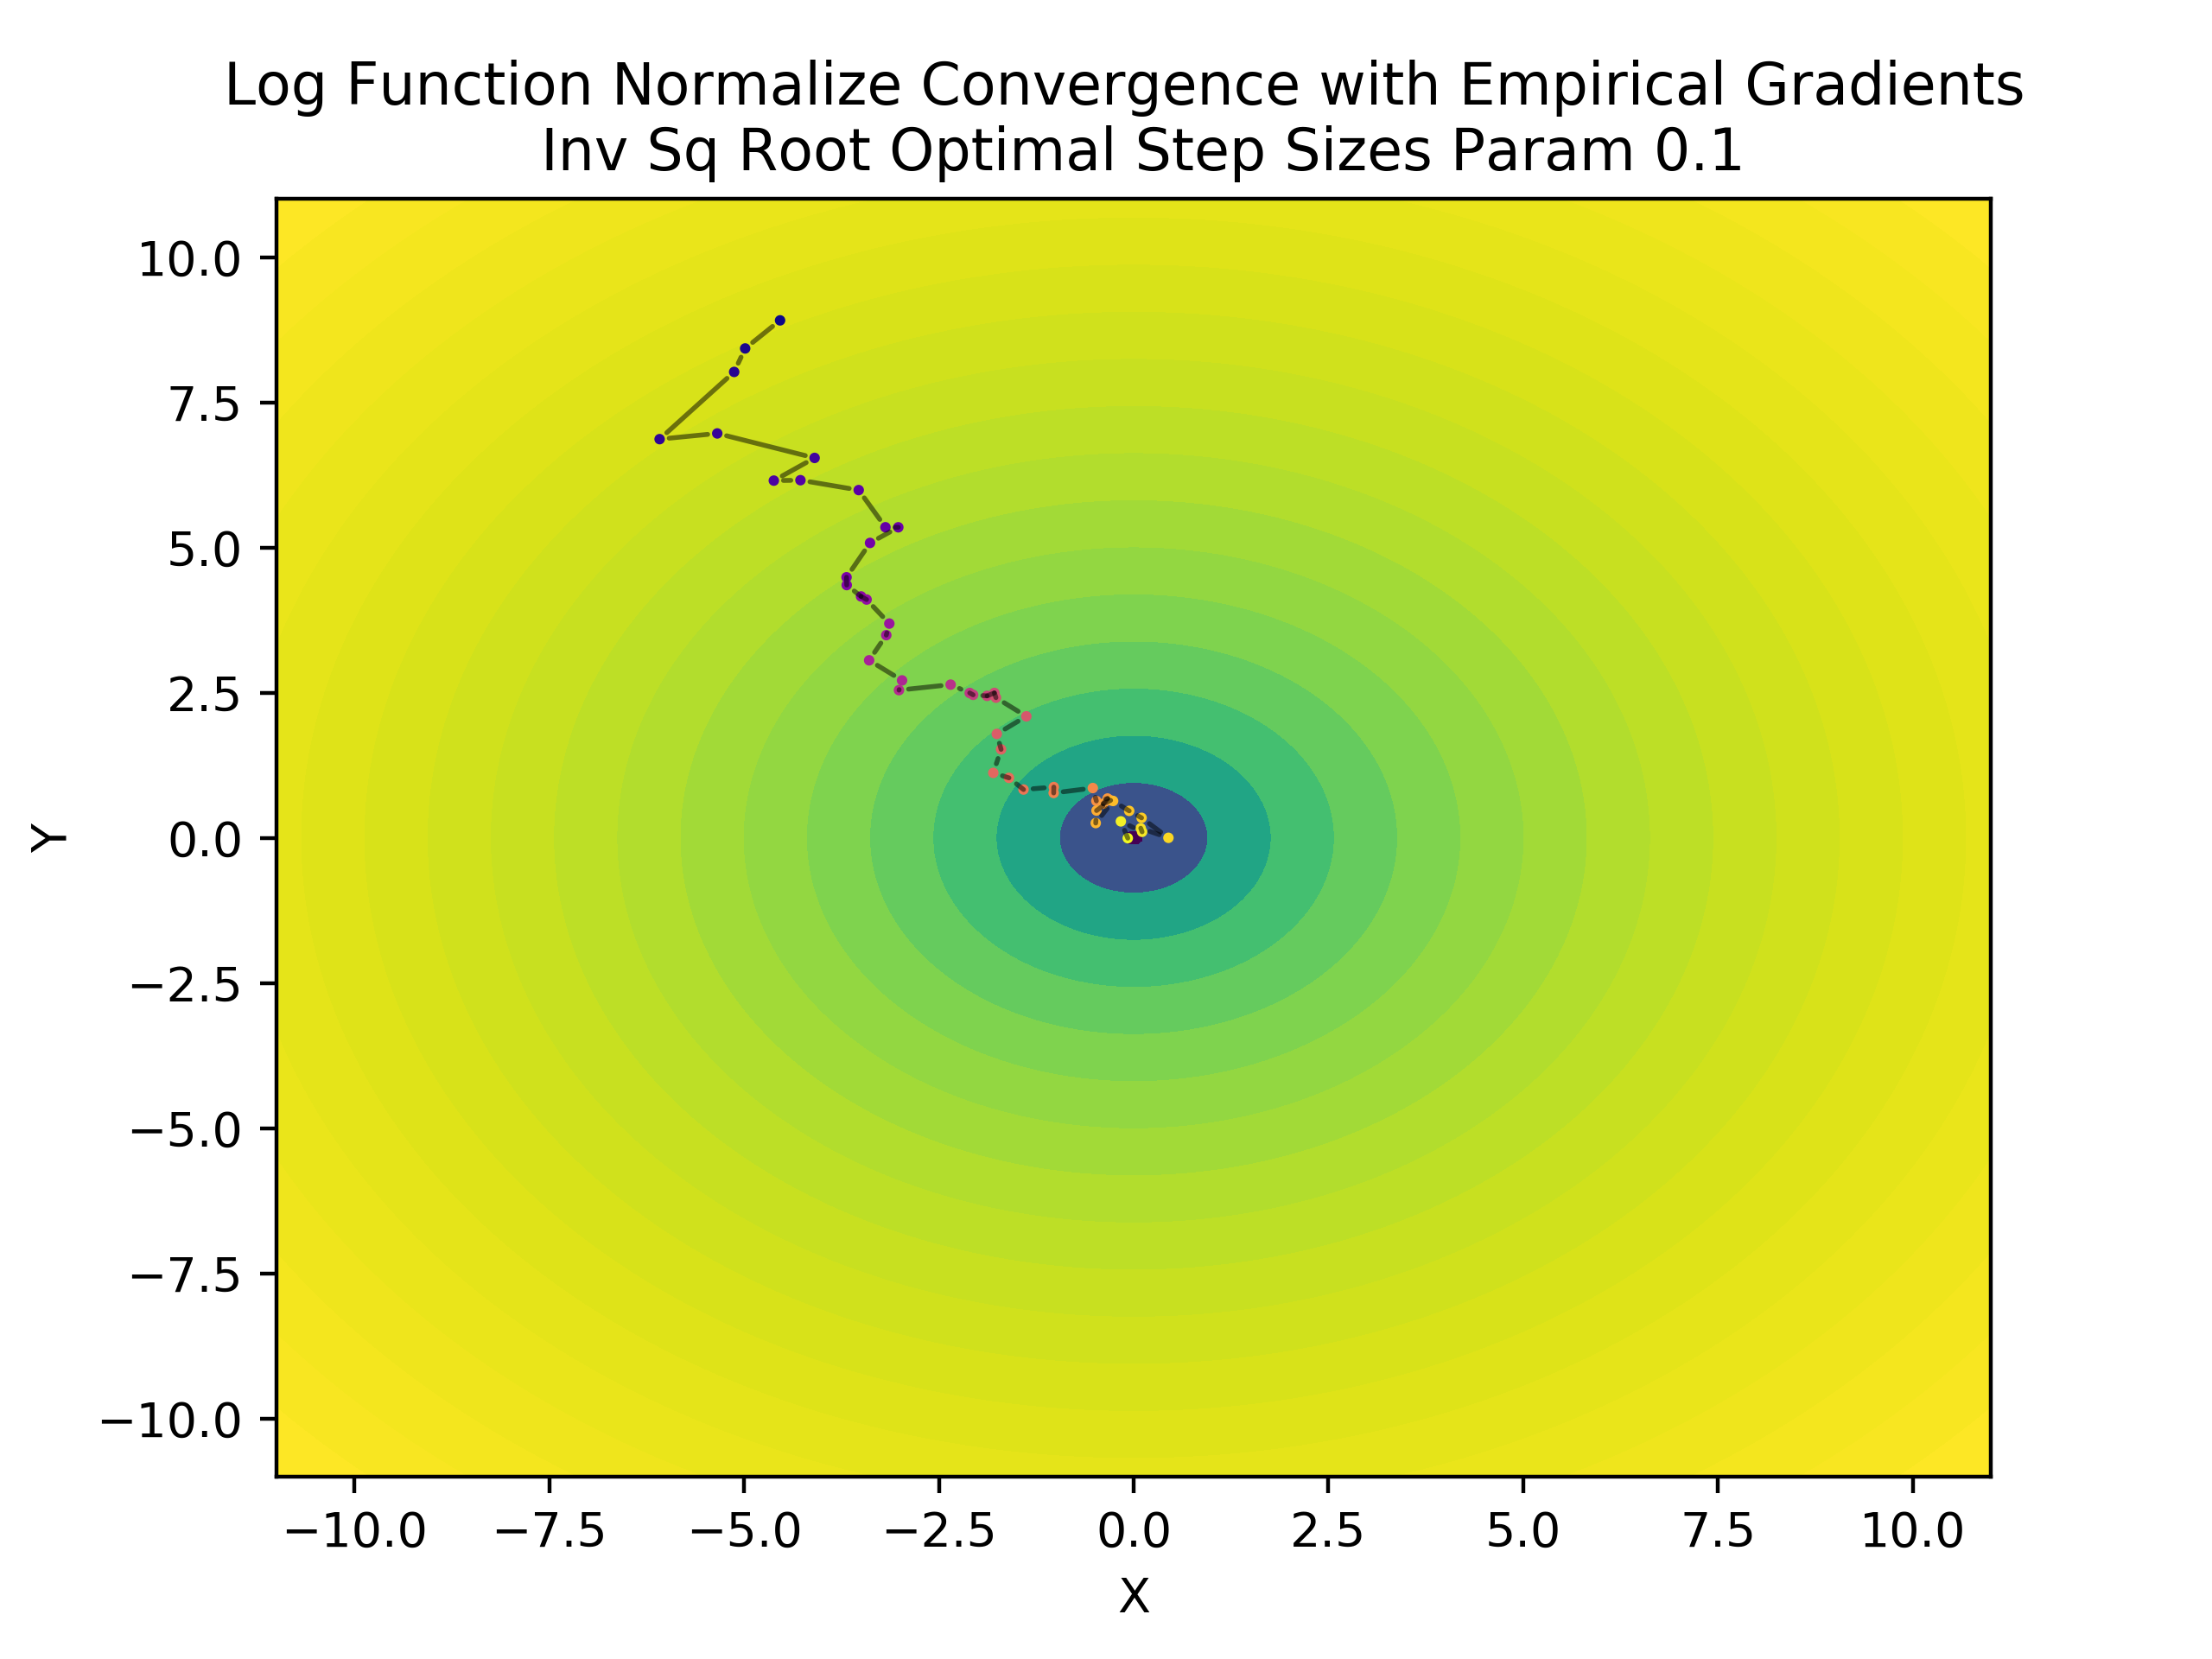 Log Function Normalize Convergence with Empirical Gradients
Inv Sq Root Optimal Step Sizes Param 0.1
10.0
7.5
5.0
2.5
0.0
−2.5
−5.0
−7.5
−10.0
Y
−10.0 −7.5 −5.0 −2.5 0.0 2.5 5.0 7.5 10.0
X